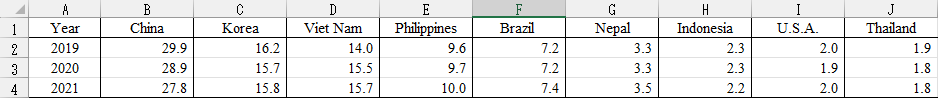 A B C D E F G H I J
1 Year China Korea Viet Nam Philippines Brazil Nepal Indonesia U.S.A. Thailand
2 2019 29.9 16.2 14.0 9.6 7.2 3.3 2.3 2.0 1.9
3 2020 28.9 15.7 15.5 9.7 7.2 3.3 2.3 1.9 1.8
4 2021 27.8 15.8 15.7 10.0 7.4 3.5 2.2 2.0 1.8